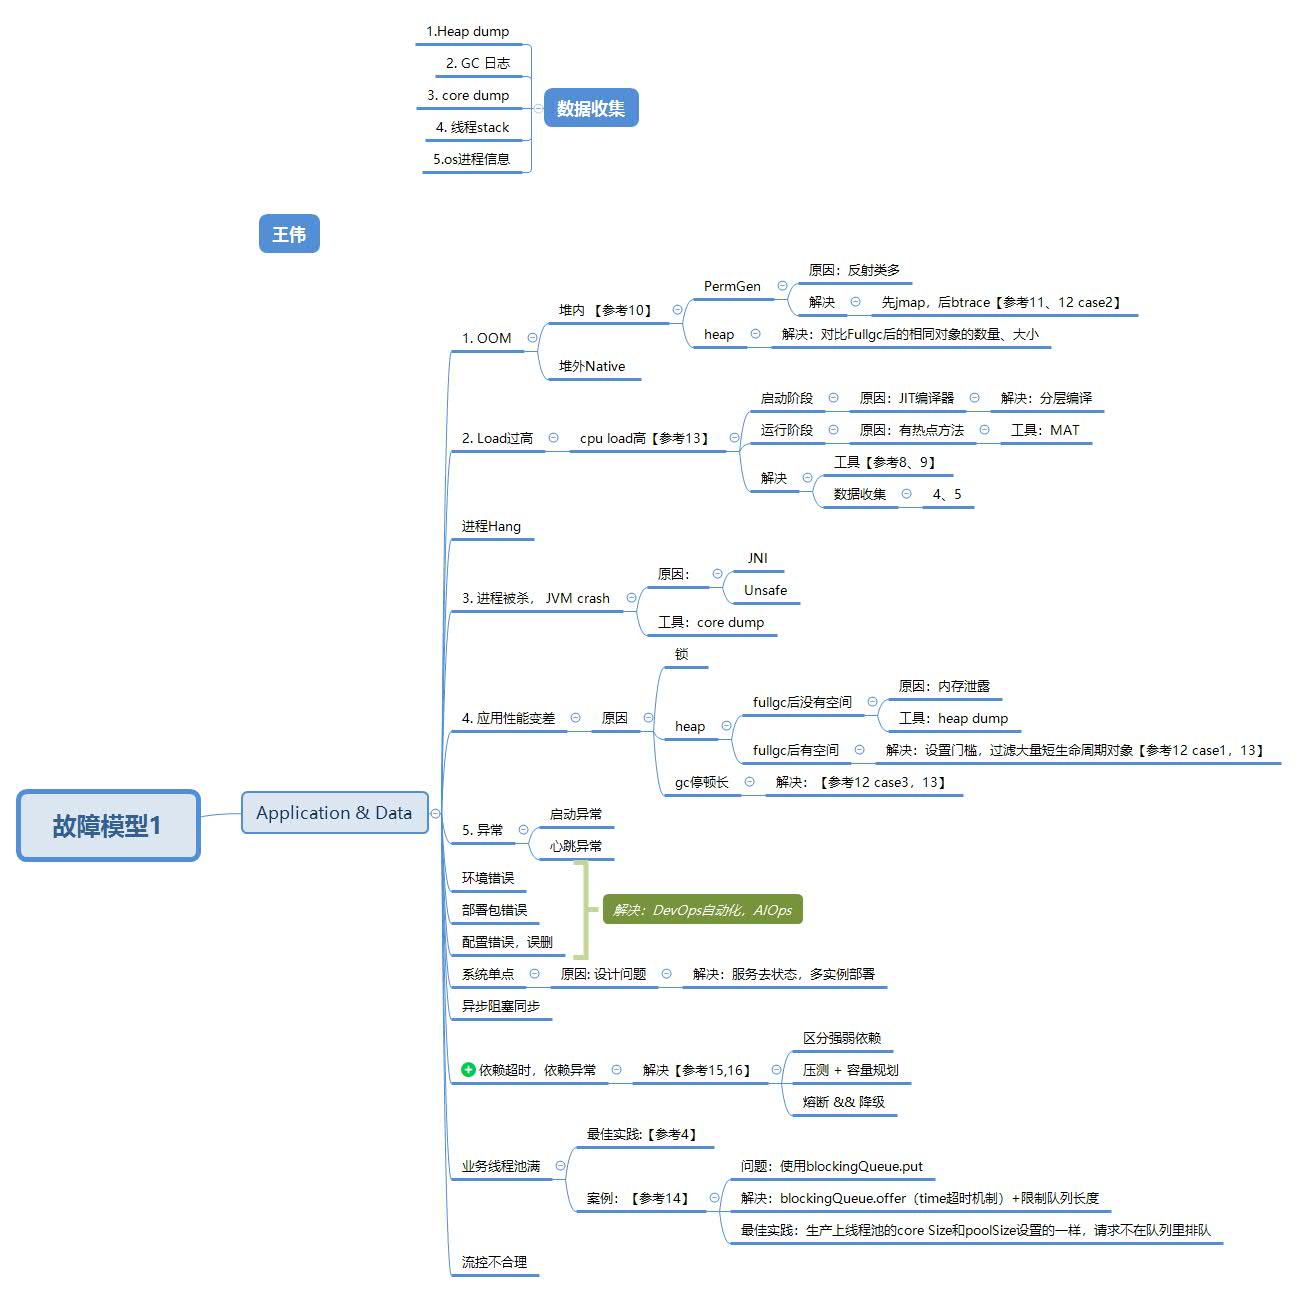 1.Heap dump
2. GC 日志
3. core dump
4. 线程stack
5.os进程信息
数据收集
王伟
故障模型1
Application & Data
1. OOM
堆内 【参考10】
PermGen
原因：反射类多
解决
先jmap，后btrace【参考11、12 case2】
heap
解决：对比Fullgc后的相同对象的数量、大小
堆外Native
2. Load过高
cpu load高【参考13】
启动阶段
原因：JIT编译器
解决：分层编译
运行阶段
原因：有热点方法
工具：MAT
解决
工具【参考8、9】
数据收集
4、5
进程Hang
3. 进程被杀， JVM crash
原因：
JNI
Unsafe
工具：core dump
4. 应用性能变差
原因
锁
heap
fullgc后没有空间
原因：内存泄露
工具：heap dump
fullgc后有空间
解决：设置门槛，过滤大量短生命周期对象【参考12 case1，13】
gc停顿长
解决：【参考12 case3，13】
5. 异常
启动异常
心跳异常
环境错误
部署包错误
配置错误，误删
解决：DevOps自动化，AIOps
系统单点
原因: 设计问题
解决：服务去状态，多实例部署
异步阻塞同步
依赖超时，依赖异常
解决【参考15,16】
区分强弱依赖
压测 + 容量规划
熔断 && 降级
业务线程池满
最佳实践:【参考4】
案例：【参考14】
问题：使用blockingQueue.put
解决：blockingQueue.offer（time超时机制）+限制队列长度
最佳实践：生产上线程池的core Size和poolSize设置的一样，请求不在队列里排队
流控不合理